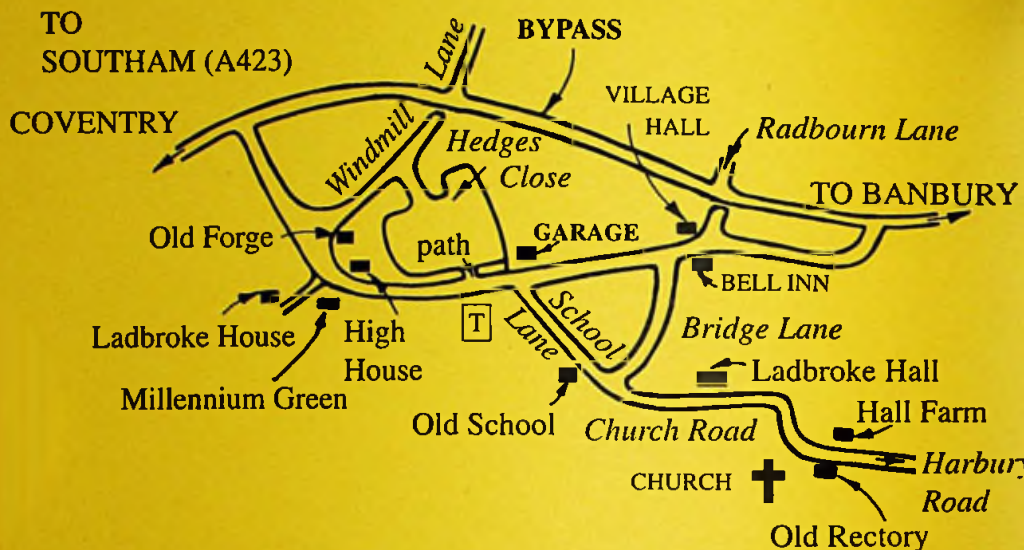 TO
SOUTHAM (A423)
COVENTRY
Lane
BYPASS
VILLAGE
HALL
Radbourn Lane
Windmill
Hedges
Close
TO BANBURY
Old Forge
path
GARAGE
BELL INN
Ladbroke House
High
House
T
School
Lane
Bridge Lane
Millennium Green
Ladbroke Hall
Old School
Church Road
Hall Farm
CHURCH
Harbury
Road
Old Rectory